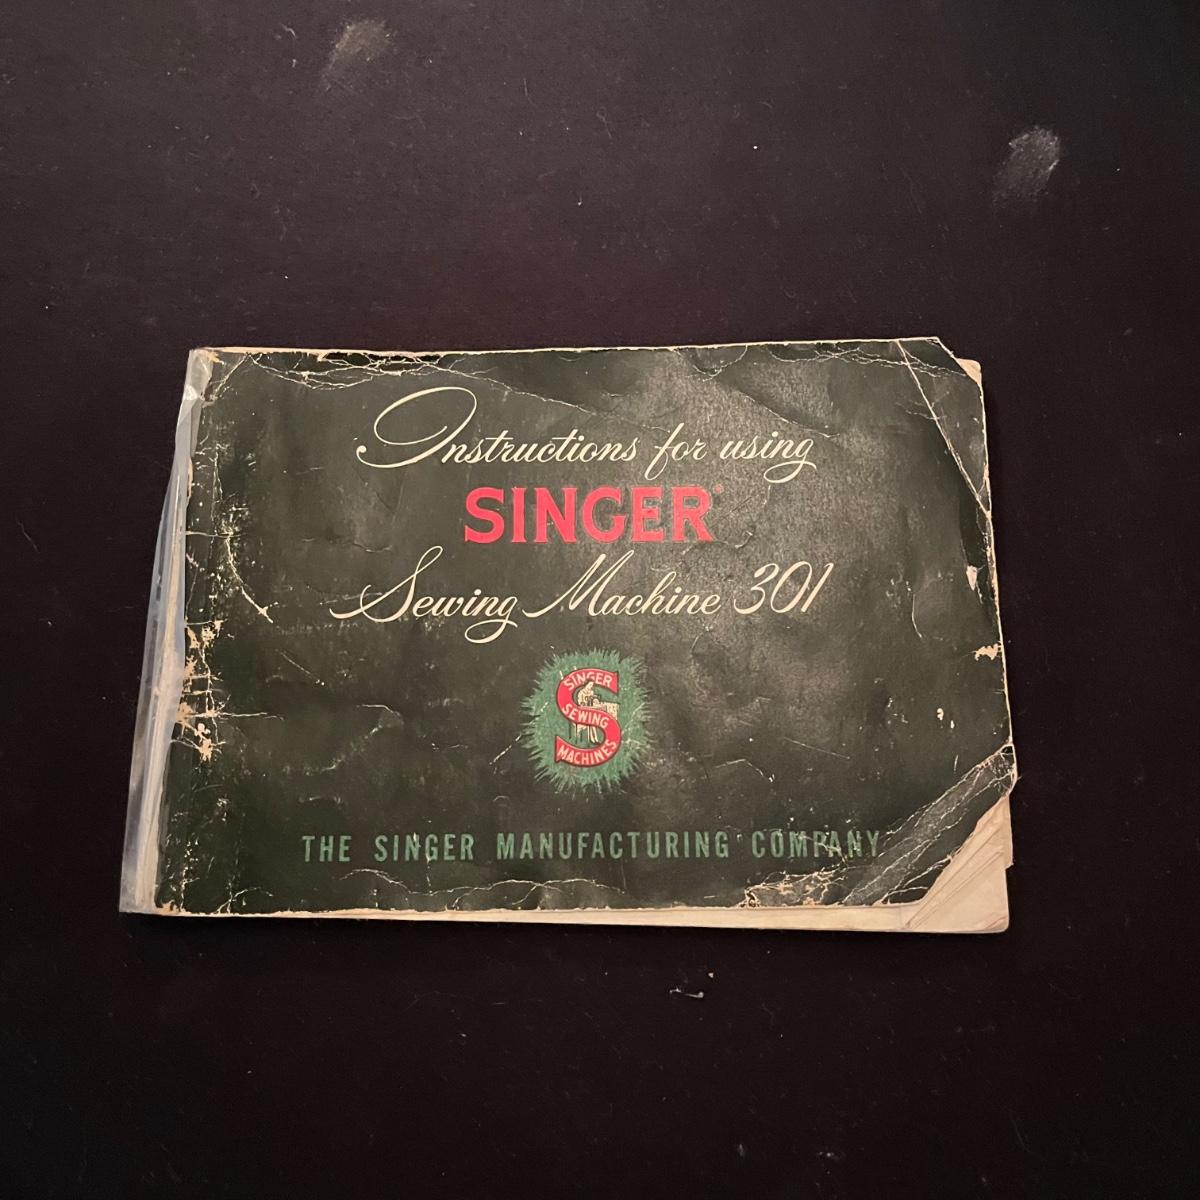 Instructions for using
SINGER®
Sewing Machine 301
SINGER
SEWING
MACHINES
THE SINGER MANUFACTURING COMPANY